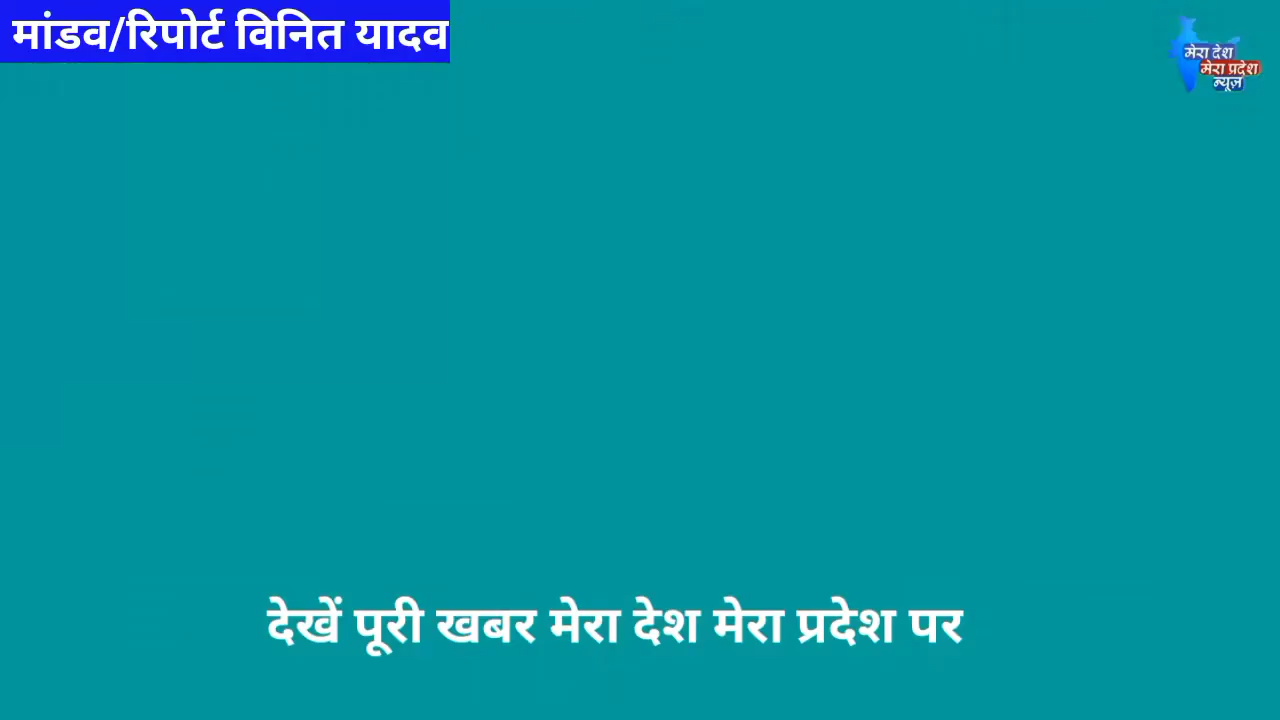 मांडव/रिपोर्ट विनित यादव
मेरा देश
मेरा प्रदेश
न्यूज़
देखें पूरी खबर मेरा देश मेरा प्रदेश पर